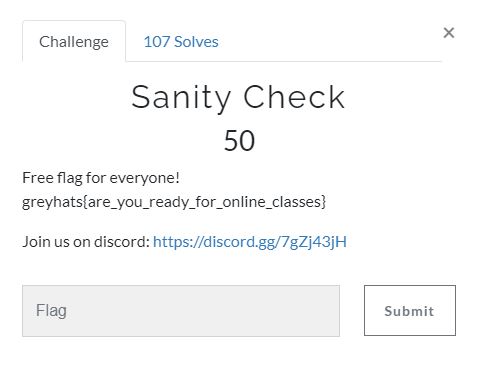 Challenge 107 Solves ×
Sanity Check
50
Free flag for everyone!
greyhats{are_you_ready_for_online_classes}
Join us on discord: https://discord.gg/7gZj43jH
Flag Submit